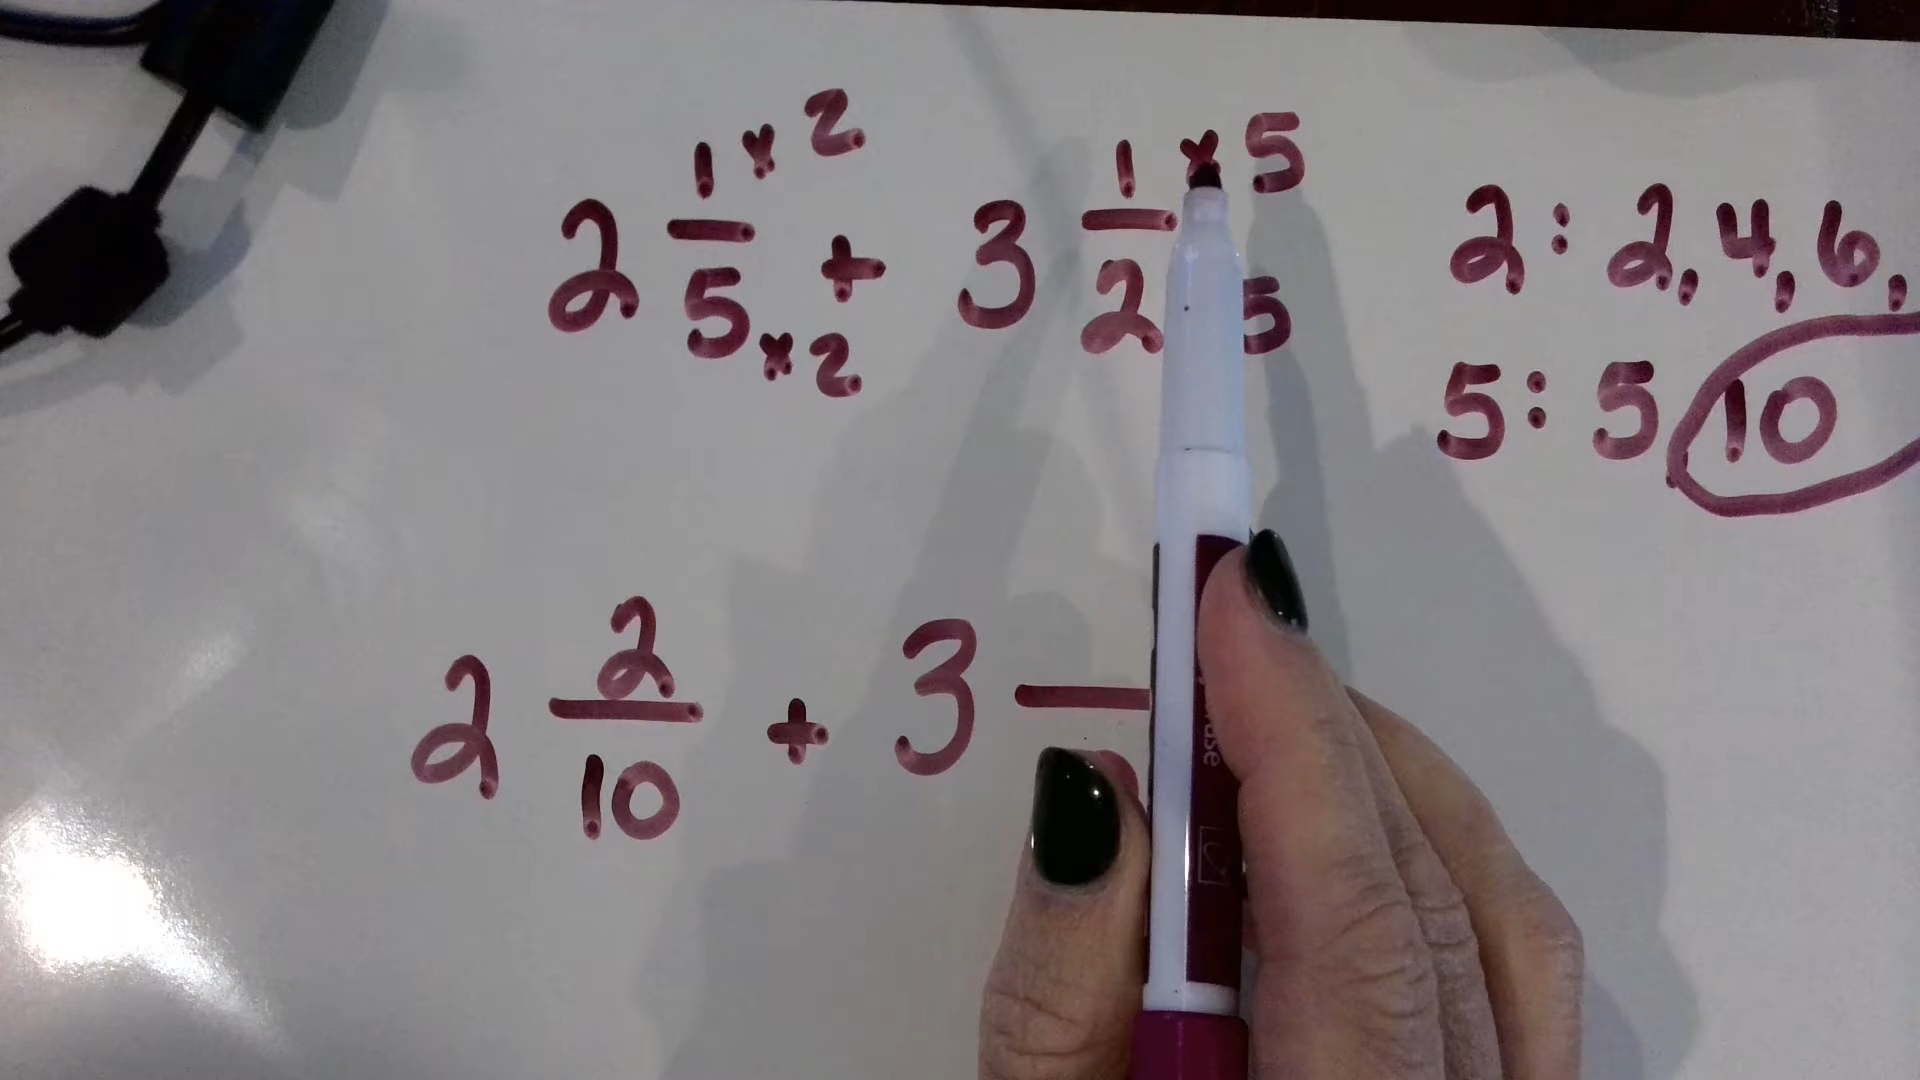 2 1/5 ×2 ×2 + 3 1/2 × 5 5
2: 2, 4, 6,
5: 5 10
2 2/10 + 3